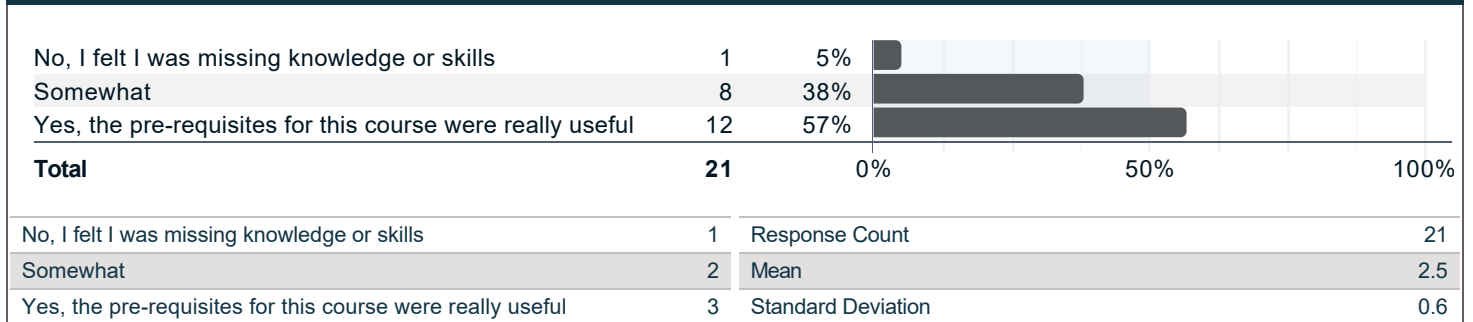 No, I felt I was missing knowledge or skills 1 5%
Somewhat 8 38%
Yes, the pre-requisites for this course were really useful 12 57%
Total 21 0% 50% 100%
No, I felt I was missing knowledge or skills 1 Response Count 21
Somewhat 2 Mean 2.5
Yes, the pre-requisites for this course were really useful 3 Standard Deviation 0.6